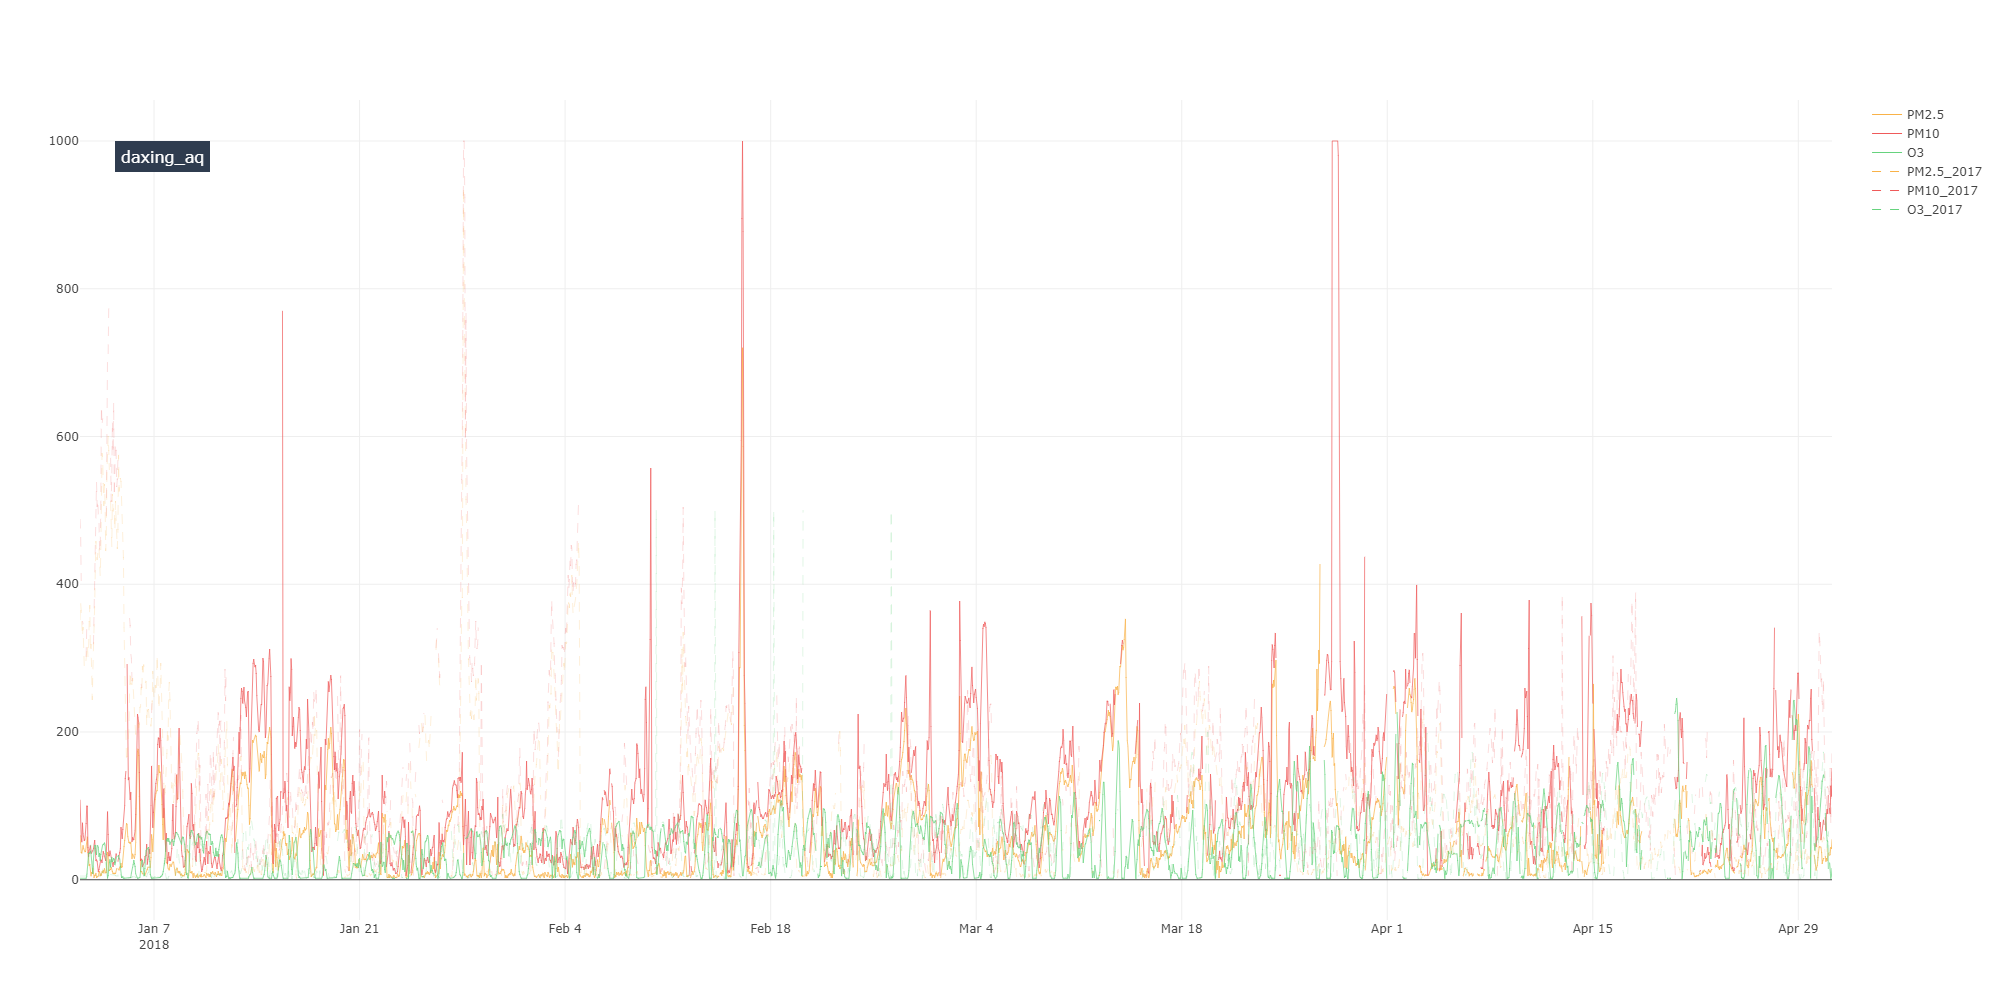 daxing_aq
1000
800
600
400
200
0
Jan 7
2018
Jan 21
Feb 4
Feb 18
Mar 4
Mar 18
Apr 1
Apr 15
Apr 29
PM2.5
PM10
O3
PM2.5_2017
PM10_2017
O3_2017